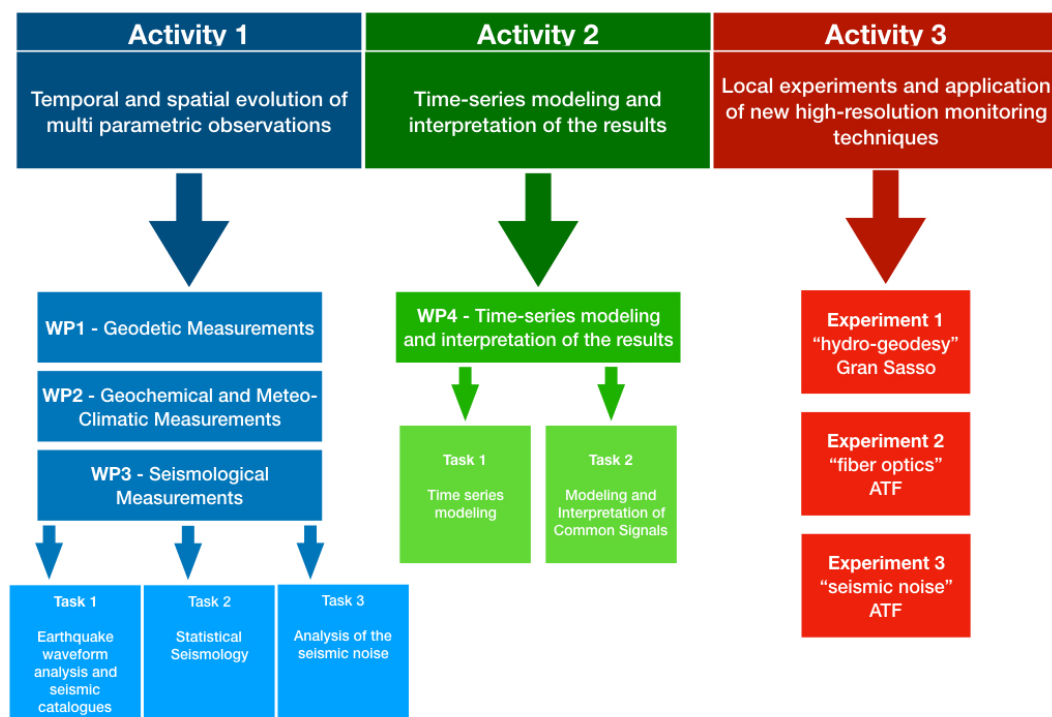 Activity 1
Temporal and spatial evolution of
multi parametric observations
WP1 - Geodetic Measurements
WP2 - Geochemical and Meteo-
Climatic Measurements
WP3 - Seismological
Measurements
Task 1
Earthquake
waveform
analysis and
seismic
catalogues
Task 2
Statistical
Seismology
Task 3
Analysis of the
seismic noise
Activity 2
Time-series modeling and
interpretation of the results
WP4 - Time-series modeling
and interpretation of the results
Task 1
Time series
modeling
Task 2
Modeling and
Interpretation of
Common Signals
Activity 3
Local experiments and application
of new high-resolution monitoring
techniques
Experiment 1
“hydro-geodesy”
Gran Sasso
Experiment 2
“fiber optics”
ATF
Experiment 3
“seismic noise”
ATF